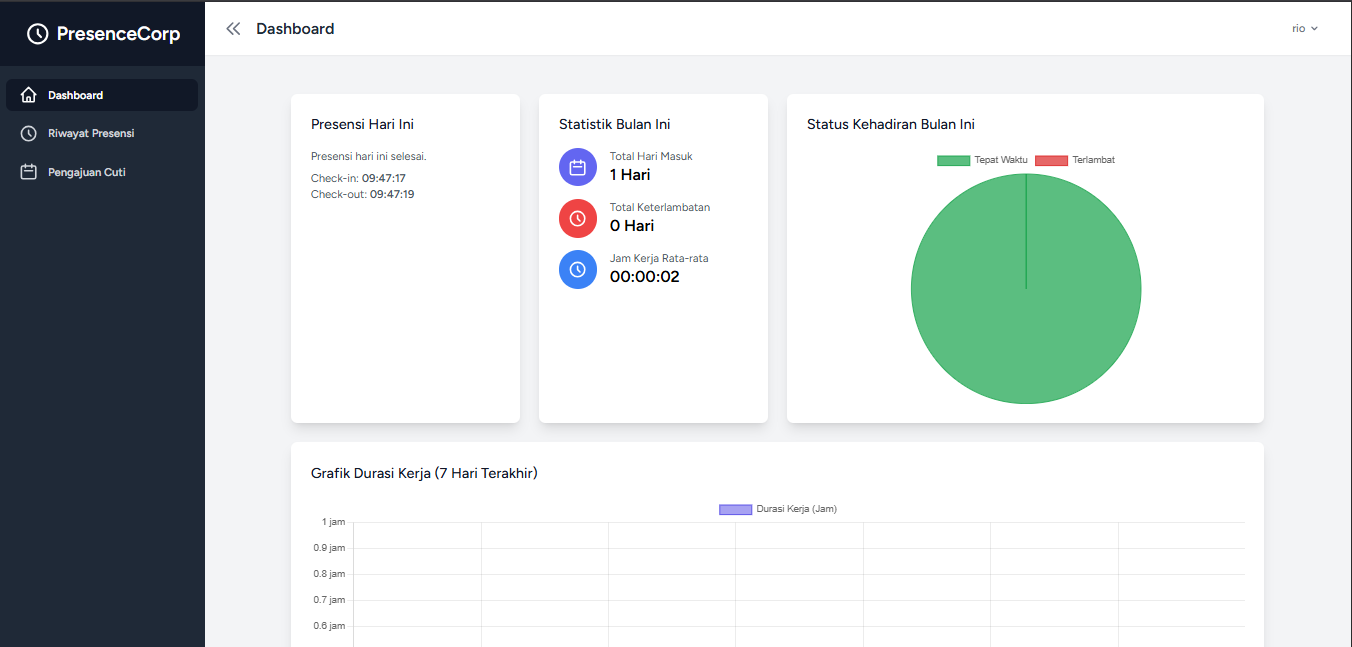 PresenceCorp
Dashboard
Riwayat Presensi
Pengajuan Cuti
Dashboard
rio
Presensi Hari Ini
Presensi hari ini selesai.
Check-in: 09:47:17
Check-out: 09:47:19
Statistik Bulan Ini
Total Hari Masuk
1 Hari
Total Keterlambatan
0 Hari
Jam Kerja Rata-rata
00:00:02
Status Kehadiran Bulan Ini
Tepat Waktu
Terlambat
Grafik Durasi Kerja (7 Hari Terakhir)
Durasi Kerja (Jam)
1 jam
0.9 jam
0.8 jam
0.7 jam
0.6 jam